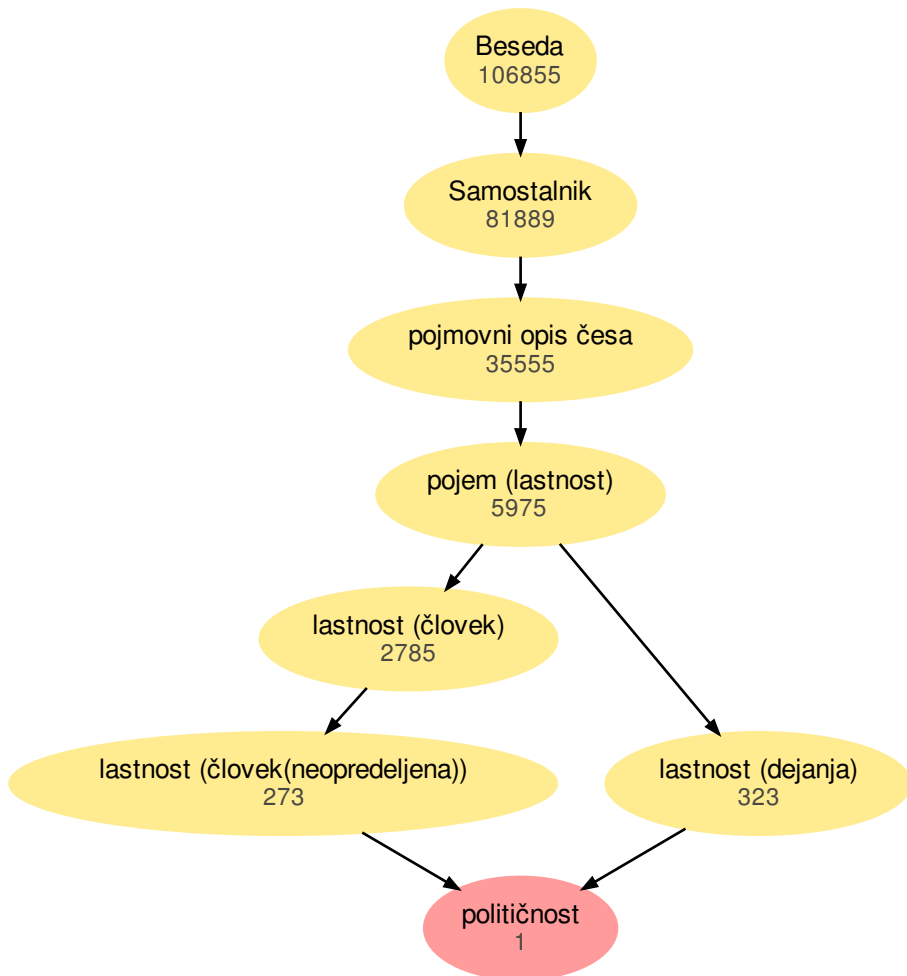 Beseda
106855
Samostalnik
81889
pojmovni opis česa
35555
pojem (lastnost)
5975
lastnost (človek)
2785
lastnost (človek(neopredeljena))
273
lastnost (dejanja)
323
političnost
1